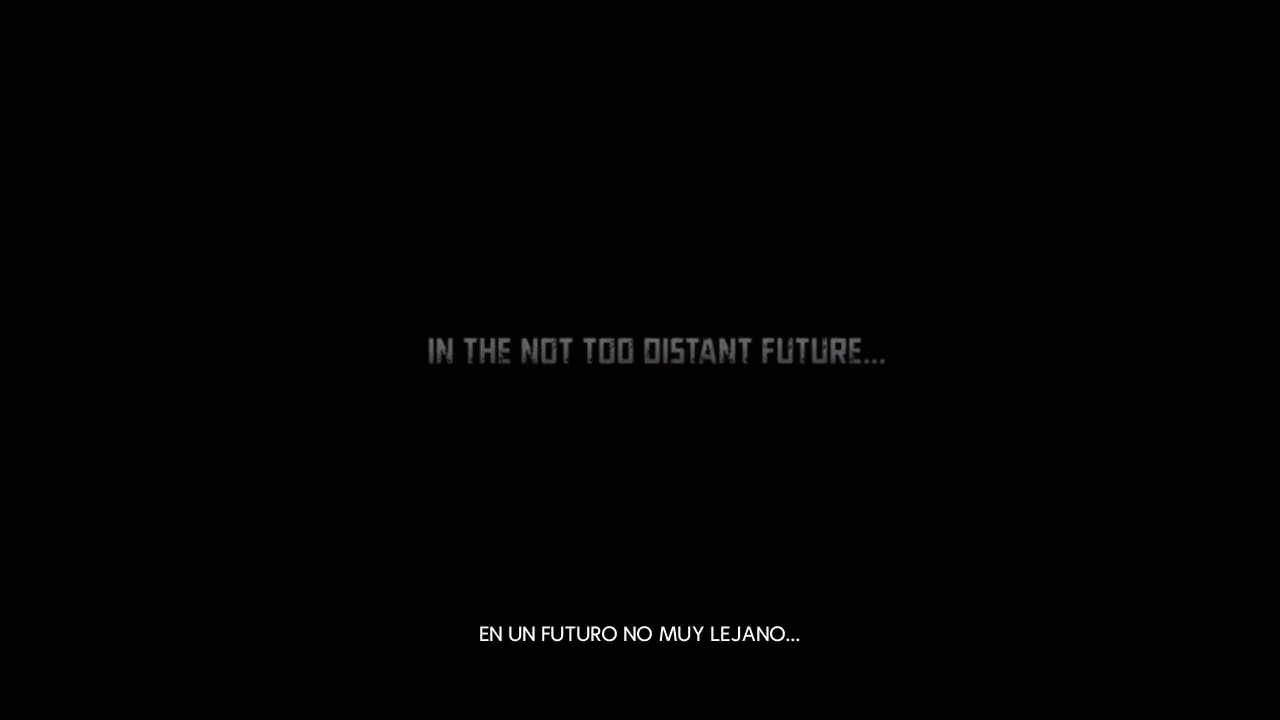 IN THE NOT TOO DISTANT FUTURE...
EN UN FUTURO NO MUY LEJANO...